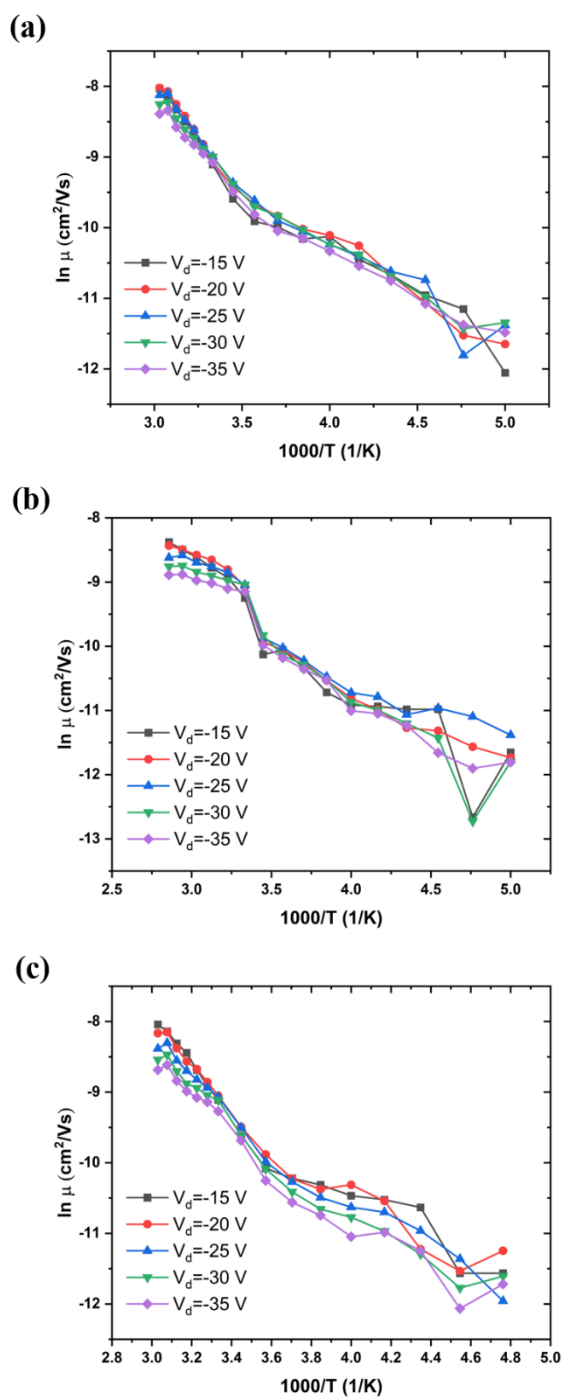 (a)
-8
-9
-10
-11
-12
ln μ (cm²/Vs)
V_d=-15 V
V_d=-20 V
V_d=-25 V
V_d=-30 V
V_d=-35 V
3.0 3.5 4.0 4.5 5.0
1000/T (1/K)
(b)
-8
-9
-10
-11
-12
-13
ln μ (cm²/Vs)
V_d=-15 V
V_d=-20 V
V_d=-25 V
V_d=-30 V
V_d=-35 V
2.5 3.0 3.5 4.0 4.5 5.0
1000/T (1/K)
(c)
-8
-9
-10
-11
-12
ln μ (cm²/Vs)
V_d=-15 V
V_d=-20 V
V_d=-25 V
V_d=-30 V
V_d=-35 V
2.8 3.0 3.2 3.4 3.6 3.8 4.0 4.2 4.4 4.6 4.8 5.0
1000/T (1/K)